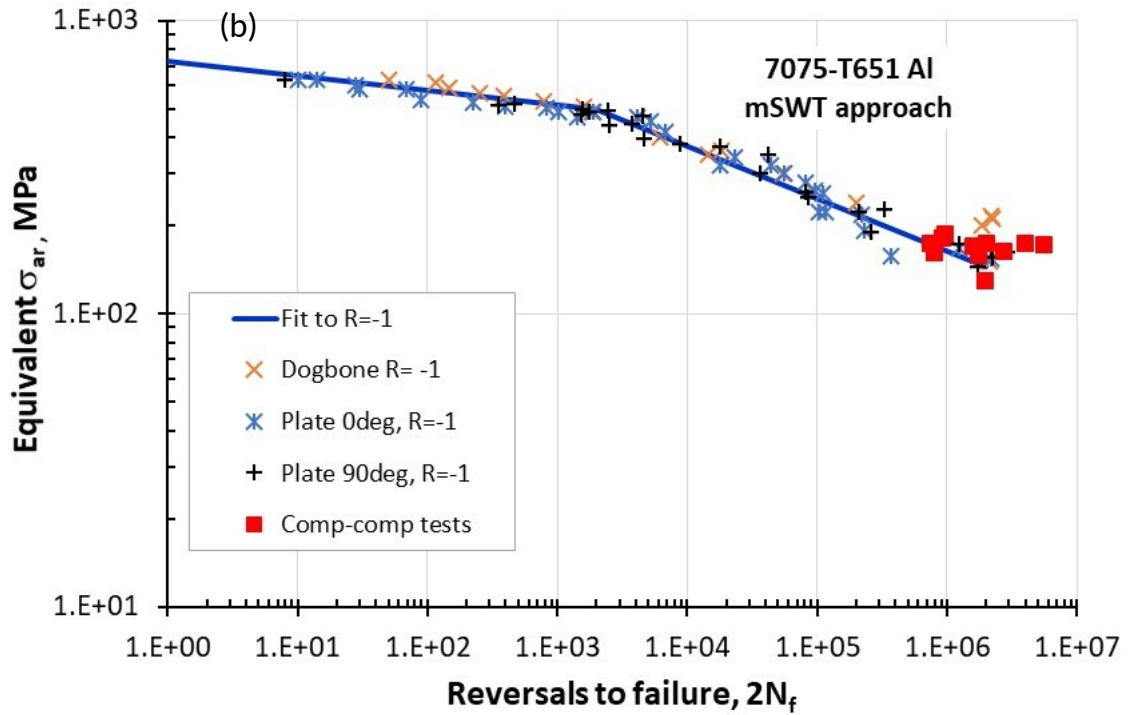 (b)
7075-T651 Al
mSWT approach
1.E+03
1.E+02
1.E+01
Equivalent σar, MPa
Fit to R=-1
Dogbone R= -1
Plate 0deg, R=-1
Plate 90deg, R=-1
Comp-comp tests
1.E+00 1.E+01 1.E+02 1.E+03 1.E+04 1.E+05 1.E+06 1.E+07
Reversals to failure, 2Nf